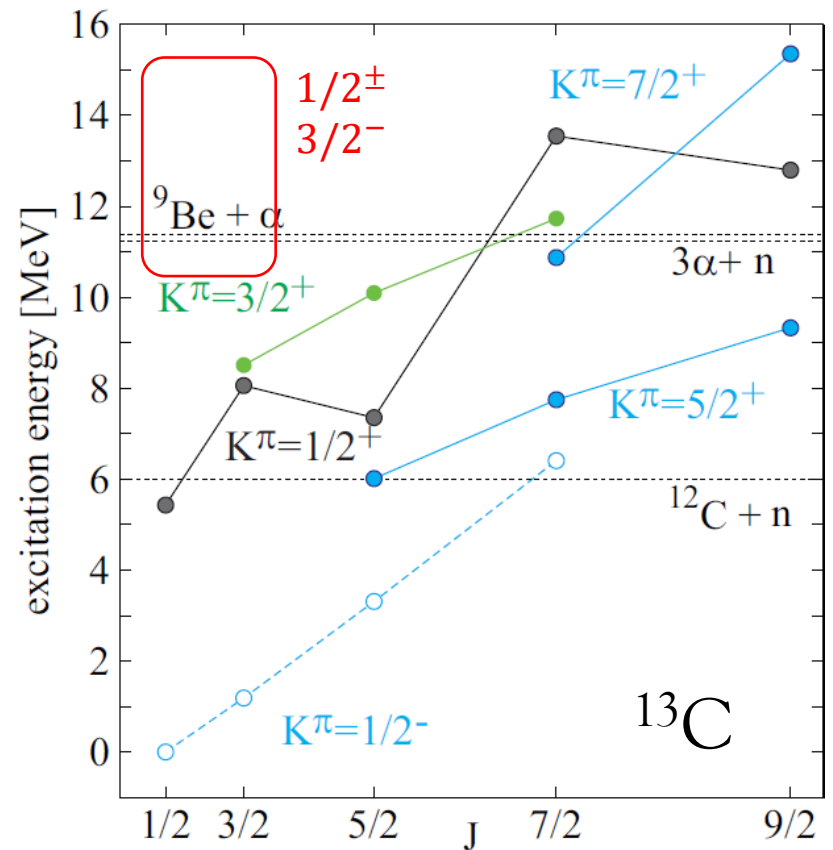 excitation energy [MeV]
16
14
12
10
8
6
4
2
0
1/2±
3/2⁻
Kπ=7/2⁺
⁹Be + α
3α + n
Kπ=3/2⁺
Kπ=5/2⁺
Kπ=1/2⁺
¹²C + n
Kπ=1/2⁻
¹³C
1/2 3/2 5/2 J 7/2 9/2